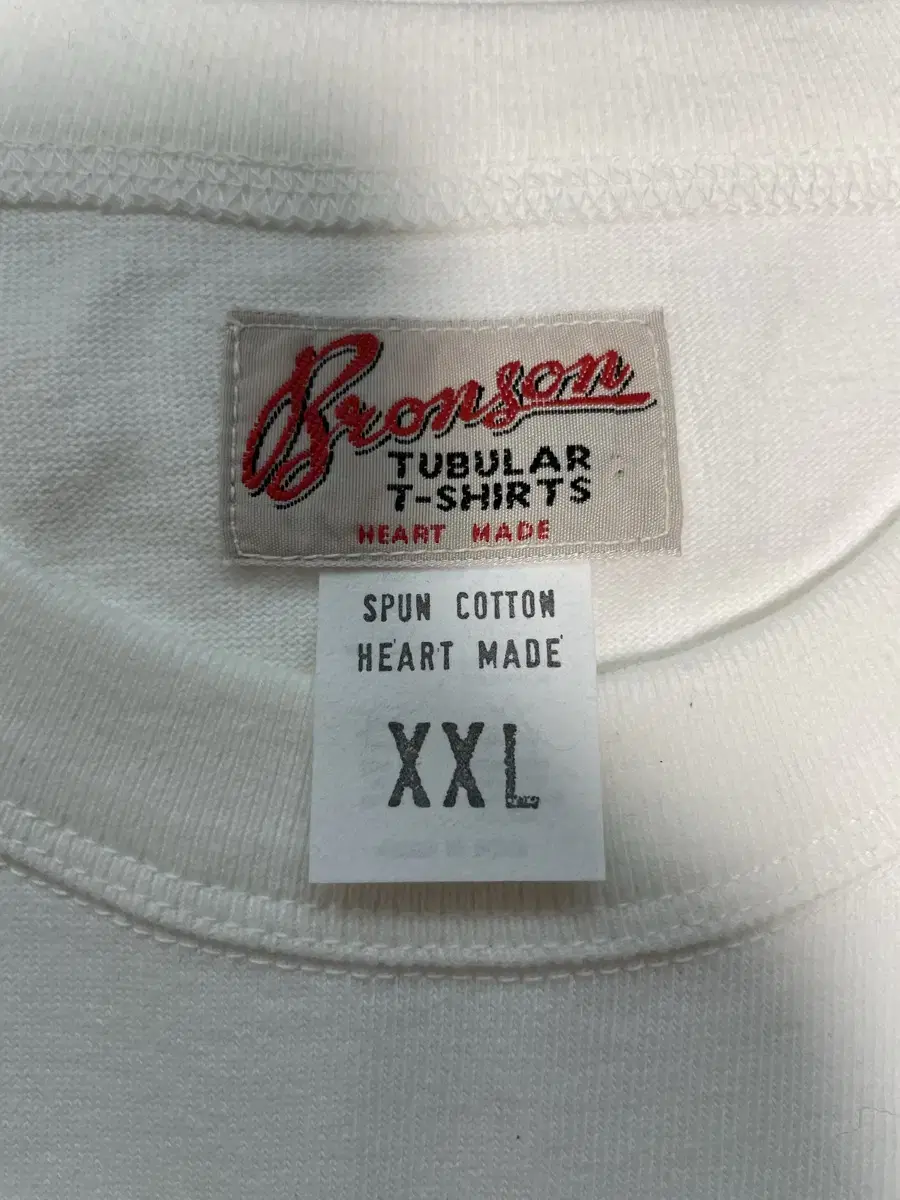 Bronson
TUBULAR
T-SHIRTS
HEART MADE
SPUN COTTON
HEART MADE
XXL